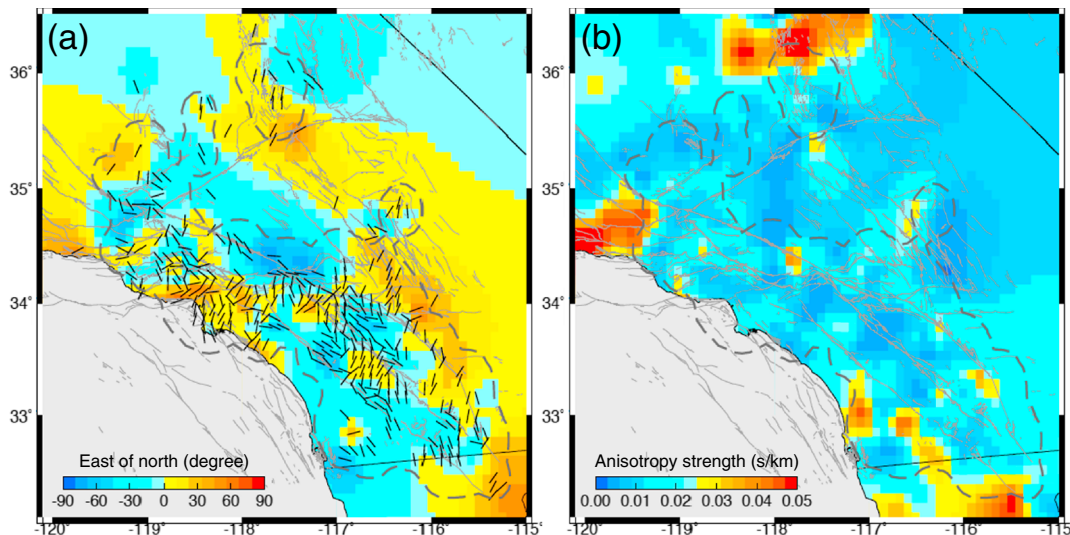 (a)
(b)
36°
35°
34°
33°
36°
35°
34°
33°
East of north (degree)
-90 -60 -30 0 30 60 90
Anisotropy strength (s/km)
0.00 0.01 0.02 0.03 0.04 0.05
-120 -119 -118 -117 -116 -115
-120 -119 -118 -117 -116 -115